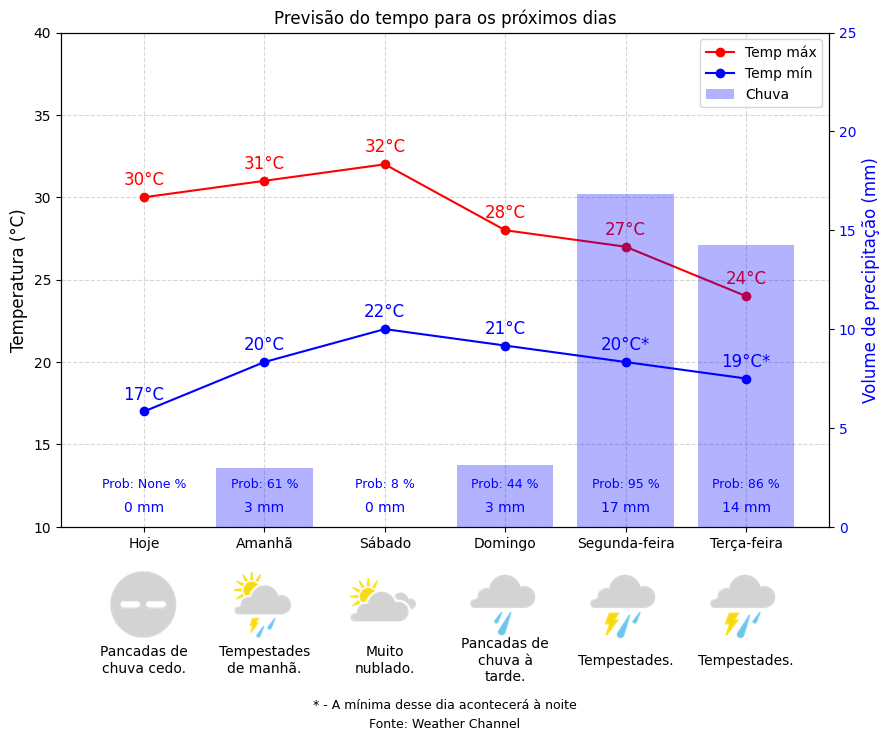 Previsão do tempo para os próximos dias
Temperatura (°C)
40
35
30
25
20
15
10
Volume de precipitação (mm)
25
20
15
10
5
0
Temp máx
Temp mín
Chuva
30°C
31°C
32°C
28°C
27°C
24°C
17°C
20°C
22°C
21°C
20°C*
19°C*
Prob: None %
Prob: 61 %
Prob: 8 %
Prob: 44 %
Prob: 95 %
Prob: 86 %
0 mm
3 mm
0 mm
3 mm
17 mm
14 mm
Hoje
Amanhã
Sábado
Domingo
Segunda-feira
Terça-feira
Pancadas de
chuva cedo.
Tempestades
de manhã.
Muito
nublado.
Pancadas de
chuva à
tarde.
Tempestades.
Tempestades.
* - A mínima desse dia acontecerá à noite
Fonte: Weather Channel